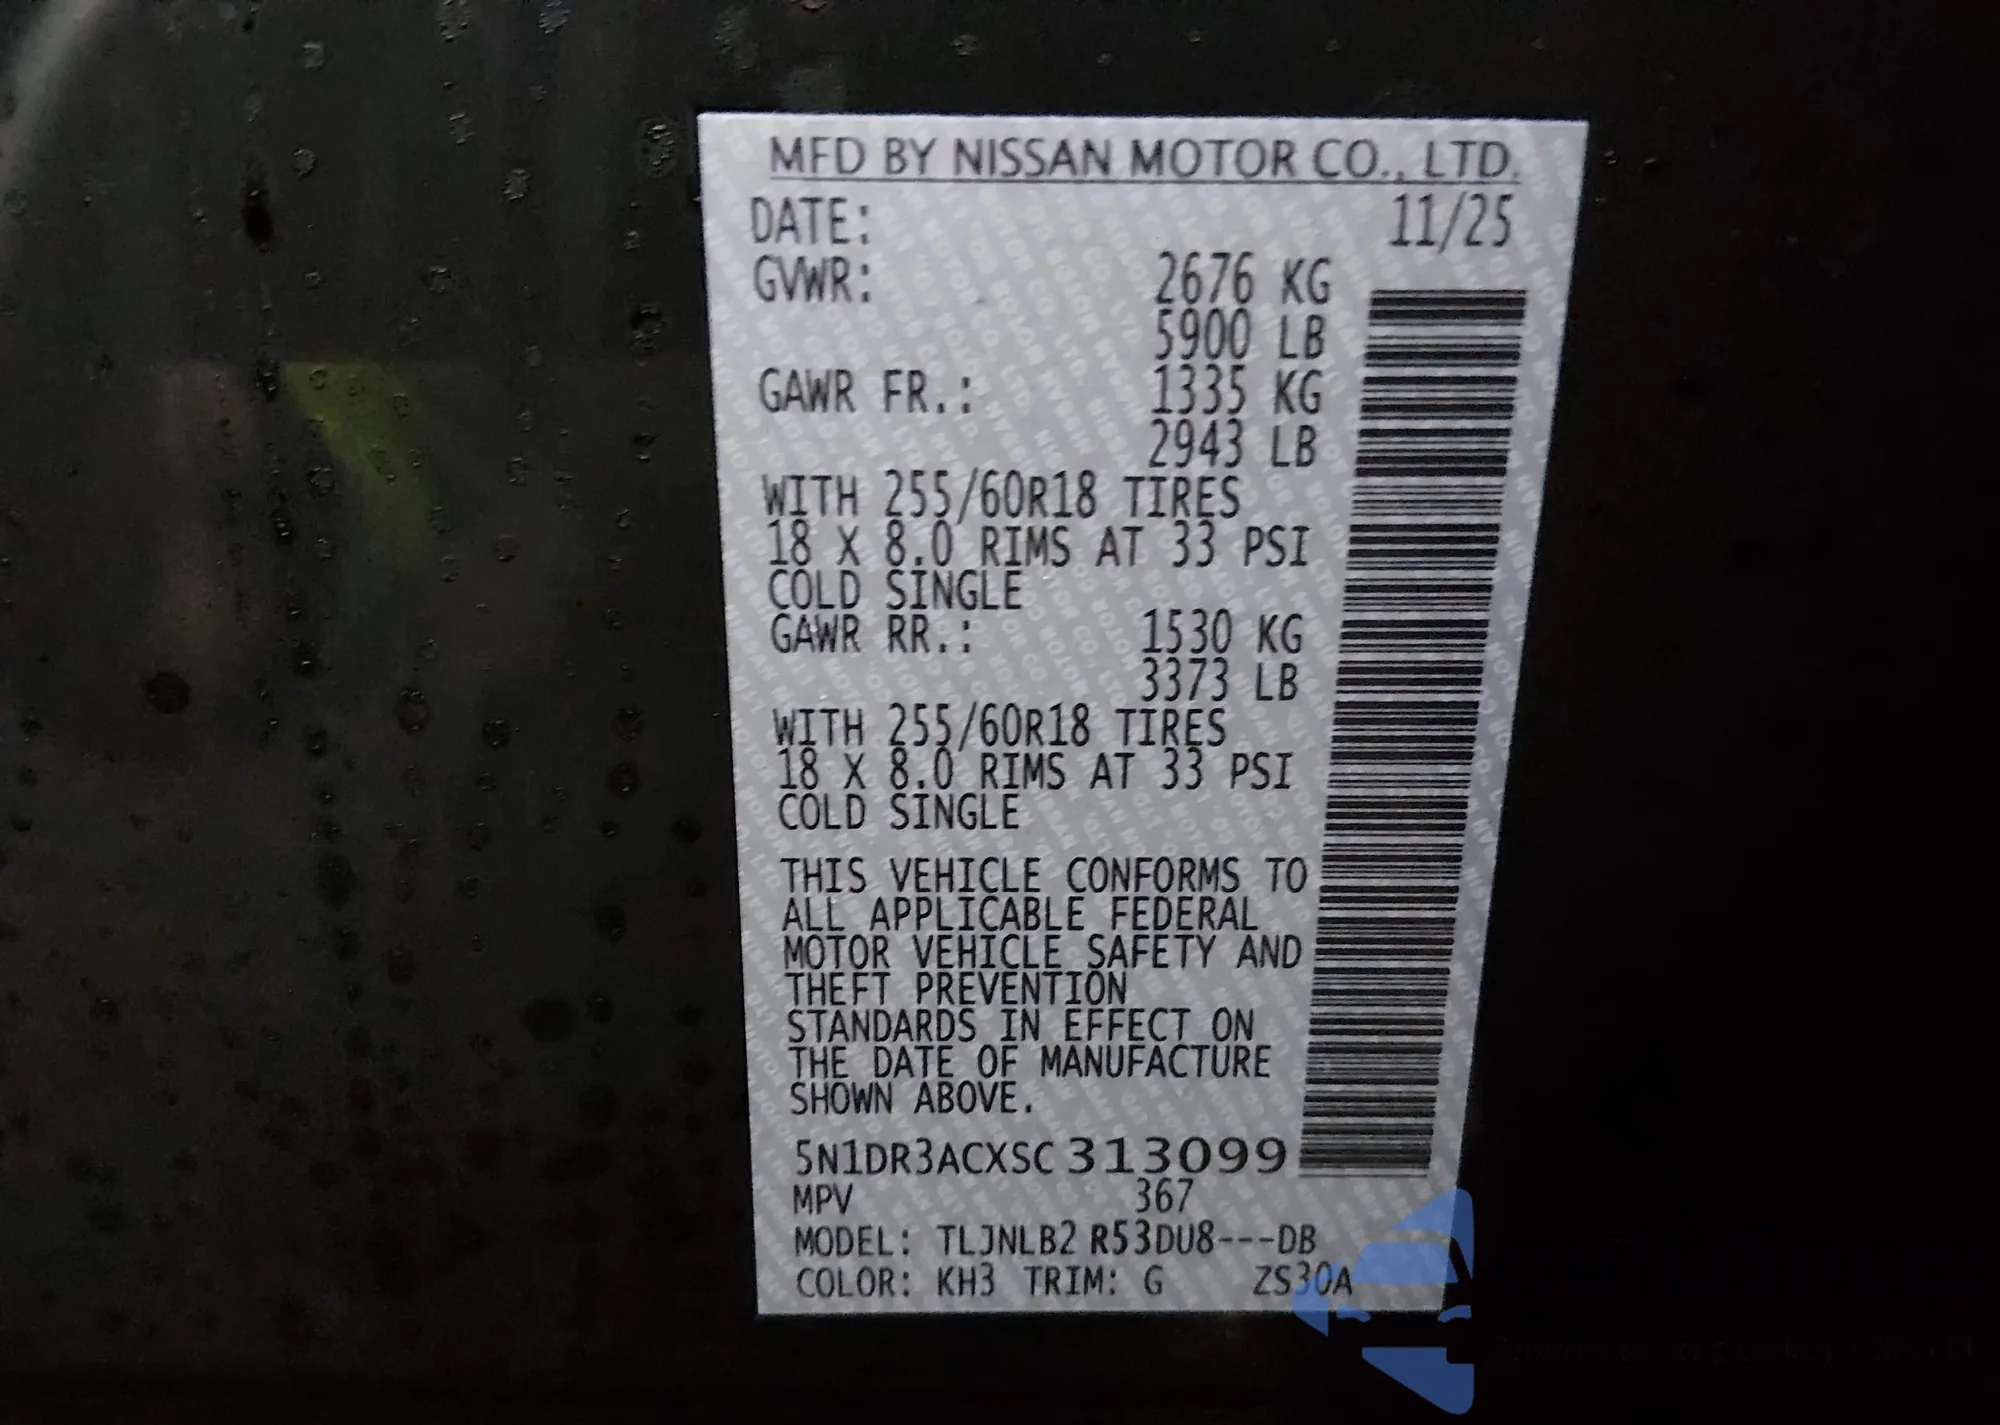 MFD BY NISSAN MOTOR CO., LTD.
DATE: 11/25
GVWR: 2676 KG
5900 LB
GAWR FR.: 1335 KG
2943 LB
WITH 255/60R18 TIRES
18 X 8.0 RIMS AT 33 PSI
COLD SINGLE
GAWR RR.: 1530 KG
3373 LB
WITH 255/60R18 TIRES
18 X 8.0 RIMS AT 33 PSI
COLD SINGLE
THIS VEHICLE CONFORMS TO
ALL APPLICABLE FEDERAL
MOTOR VEHICLE SAFETY AND
THEFT PREVENTION
STANDARDS IN EFFECT ON
THE DATE OF MANUFACTURE
SHOWN ABOVE.
5N1DR3ACXSC313099
MPV 367
MODEL: TLJNLB2 R53DU8---DB
COLOR: KH3 TRIM: G ZS30A